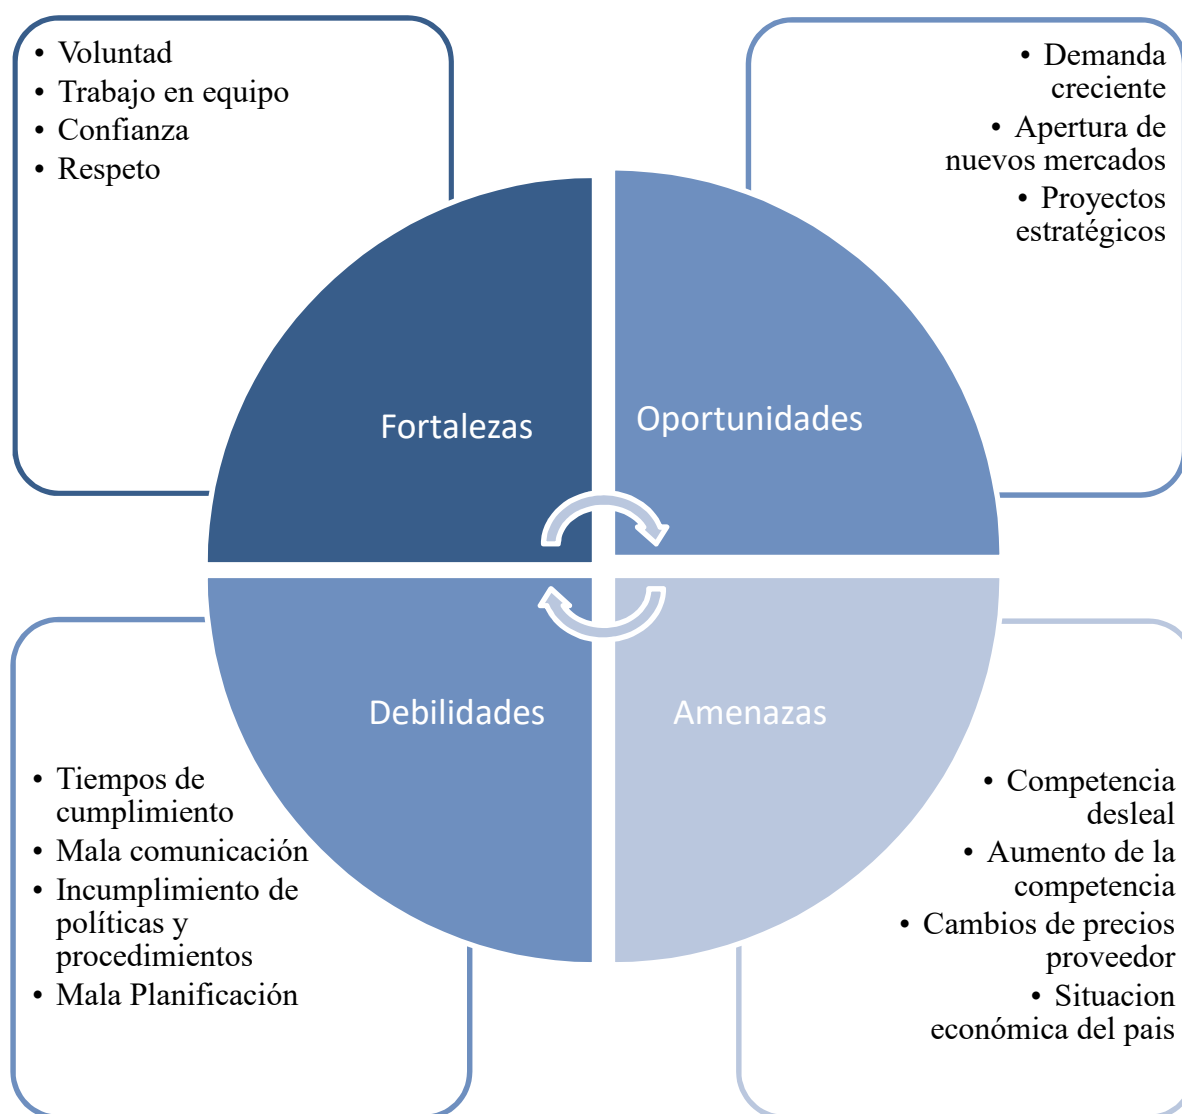 • Voluntad
• Trabajo en equipo
• Confianza
• Respeto
• Demanda
creciente
• Apertura de
nuevos mercados
• Proyectos
estratégicos
Fortalezas
Oportunidades
Debilidades
Amenazas
• Tiempos de
cumplimiento
• Mala comunicación
• Incumplimiento de
políticas y
procedimientos
• Mala Planificación
• Competencia
desleal
• Aumento de la
competencia
• Cambios de precios
proveedor
• Situacion
económica del pais